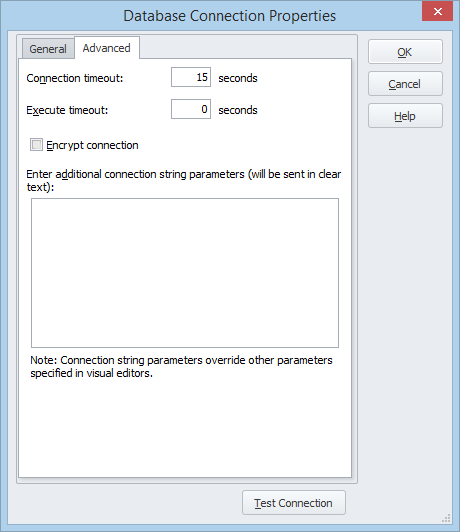 Database Connection Properties
General
Advanced
OK
Connection timeout: 15 seconds
Cancel
Execute timeout: 0 seconds
Help
Encrypt connection
Enter additional connection string parameters (will be sent in clear
text):
Note: Connection string parameters override other parameters
specified in visual editors.
Test Connection